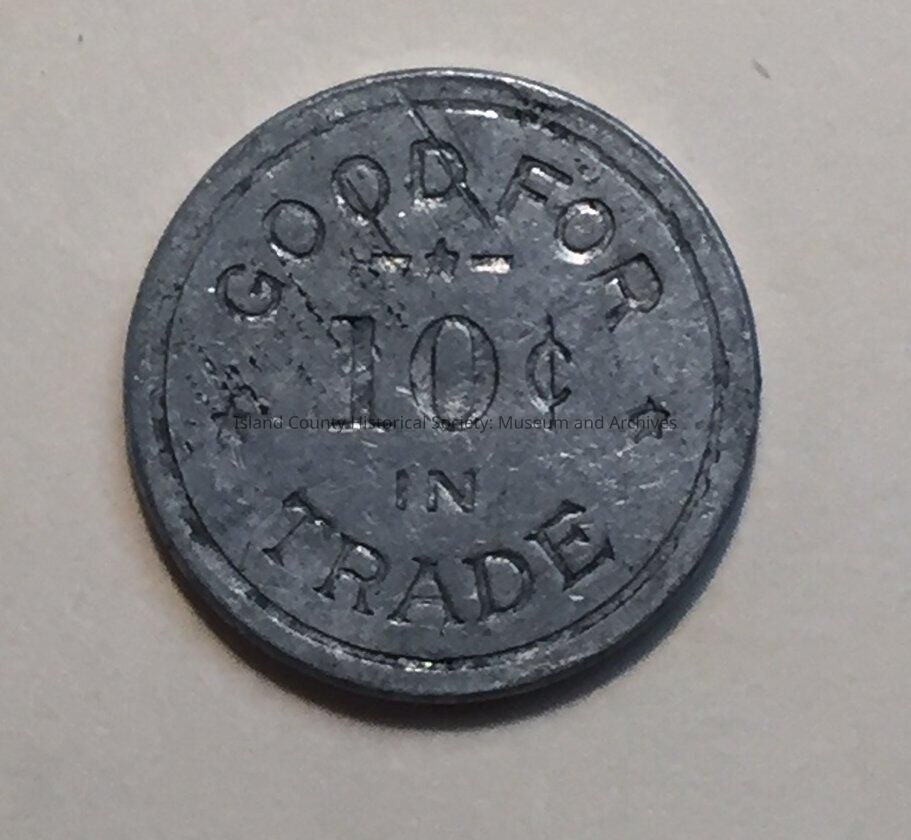 GOOD FOR
10¢
IN
TRADE
Island County Historical Society: Museum and Archives